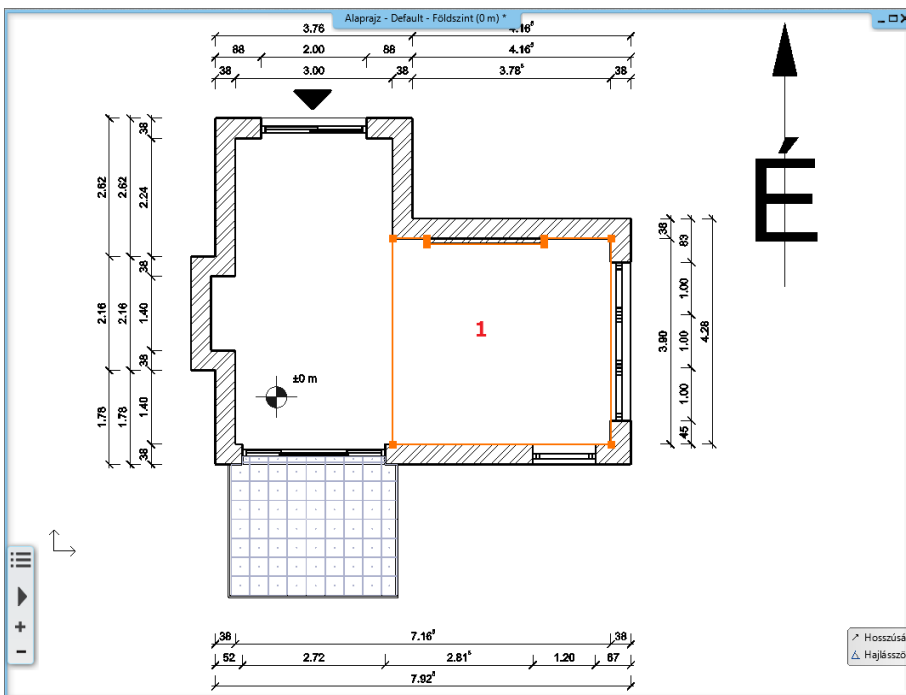 Alaprajz - Default - Földszint (0 m) *
3.76 4.16⁵
88 2.00 88 4.16⁵
38 3.00 38 3.78⁵ 38
É
2.62 2.16 1.78
2.62 2.16 1.78
38 2.24 38 1.40 38 1.40 38
1
±0 m
3.90 38
83 1.00 1.00 1.00 45
4.28
38 7.16⁵ 38
52 2.72 2.81⁵ 1.20 67
7.92⁵
Hosszúsá
Hajlásszö